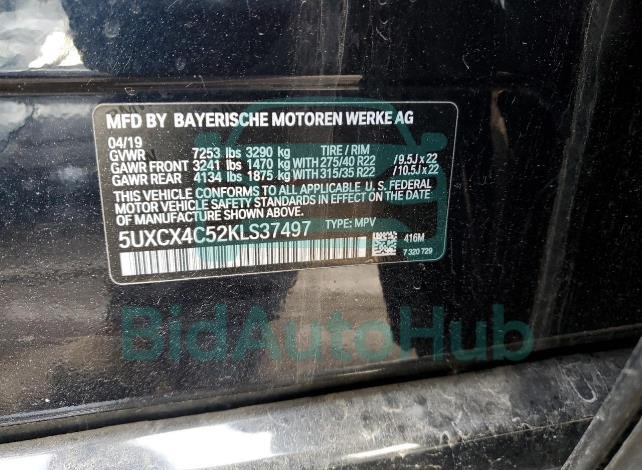 MFD BY BAYERISCHE MOTOREN WERKE AG
04/19
GVWR 7253 lbs 3290 kg TIRE / RIM
GAWR FRONT 3241 lbs 1470 kg WITH 275/40 R22 /9.5J x 22
GAWR REAR 4134 lbs 1875 kg WITH 315/35 R22 /10.5J x 22
THIS VEHICLE CONFORMS TO ALL APPLICABLE U. S. FEDERAL
MOTOR VEHICLE SAFETY STANDARDS IN EFFECT ON THE DATE
OF MANUFACTURE SHOWN ABOVE.
5UXCX4C52KLS37497 TYPE: MPV
416M
7 320 729
BidAutoHub